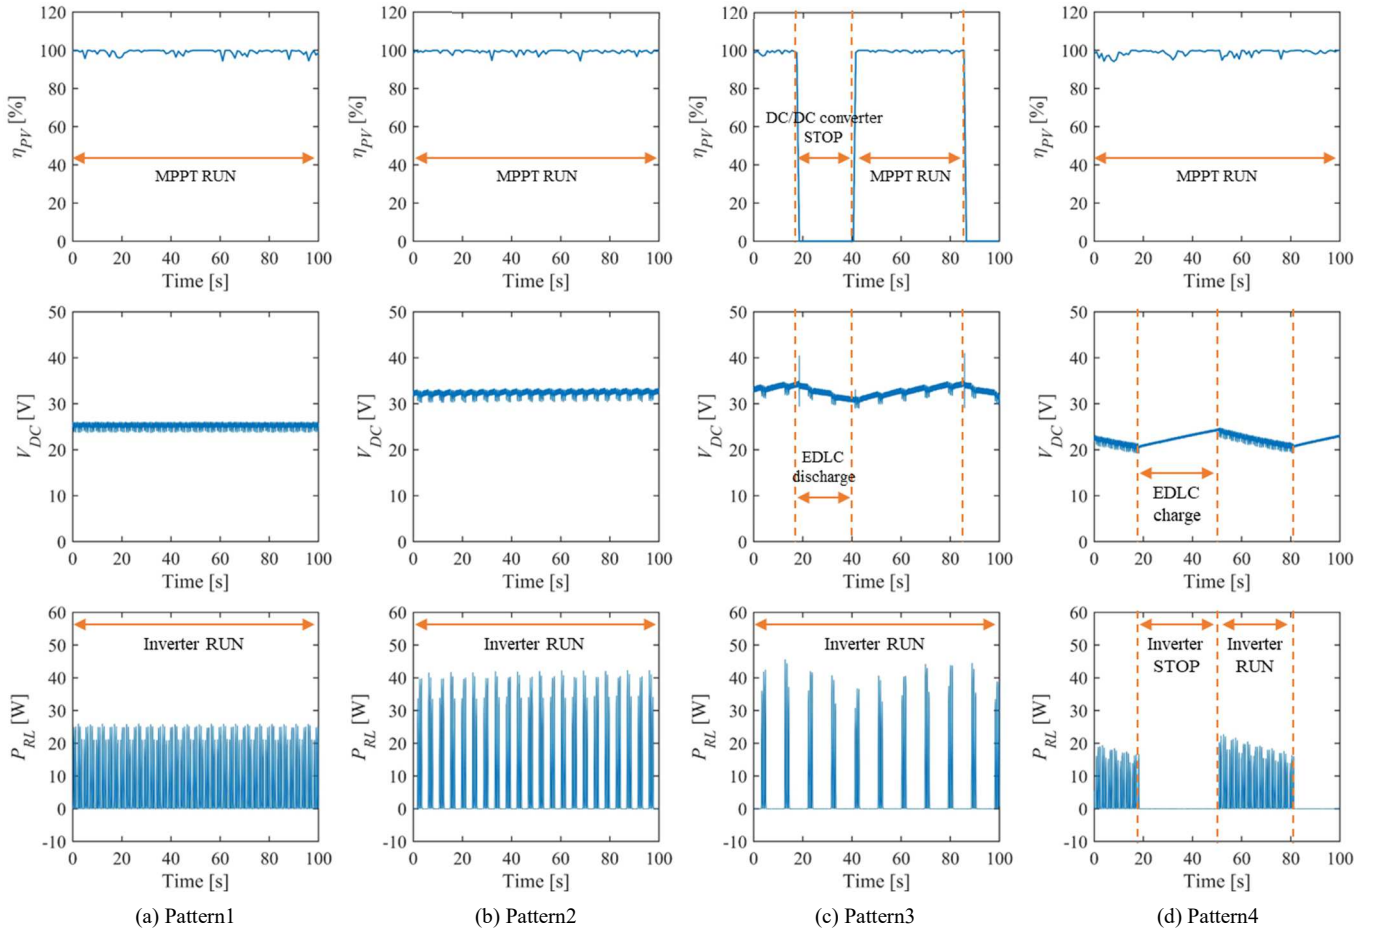 120
100
80
60
40
20
0
η_PV [%]
MPPT RUN
0 20 40 60 80 100
Time [s]
120
100
80
60
40
20
0
η_PV [%]
MPPT RUN
0 20 40 60 80 100
Time [s]
120
100
80
60
40
20
0
η_PV [%]
DC/DC converter
STOP
MPPT RUN
0 20 40 60 80 100
Time [s]
120
100
80
60
40
20
0
η_PV [%]
MPPT RUN
0 20 40 60 80 100
Time [s]
50
40
30
20
10
0
V_DC [V]
0 20 40 60 80 100
Time [s]
50
40
30
20
10
0
V_DC [V]
0 20 40 60 80 100
Time [s]
50
40
30
20
10
0
V_DC [V]
EDLC
discharge
0 20 40 60 80 100
Time [s]
50
40
30
20
10
0
V_DC [V]
EDLC
charge
0 20 40 60 80 100
Time [s]
60
50
40
30
20
10
0
-10
P_RL [W]
Inverter RUN
0 20 40 60 80 100
Time [s]
60
50
40
30
20
10
0
-10
P_RL [W]
Inverter RUN
0 20 40 60 80 100
Time [s]
60
50
40
30
20
10
0
-10
P_RL [W]
Inverter RUN
0 20 40 60 80 100
Time [s]
60
50
40
30
20
10
0
-10
P_RL [W]
Inverter
STOP
Inverter
RUN
0 20 40 60 80 100
Time [s]
(a) Pattern1
(b) Pattern2
(c) Pattern3
(d) Pattern4